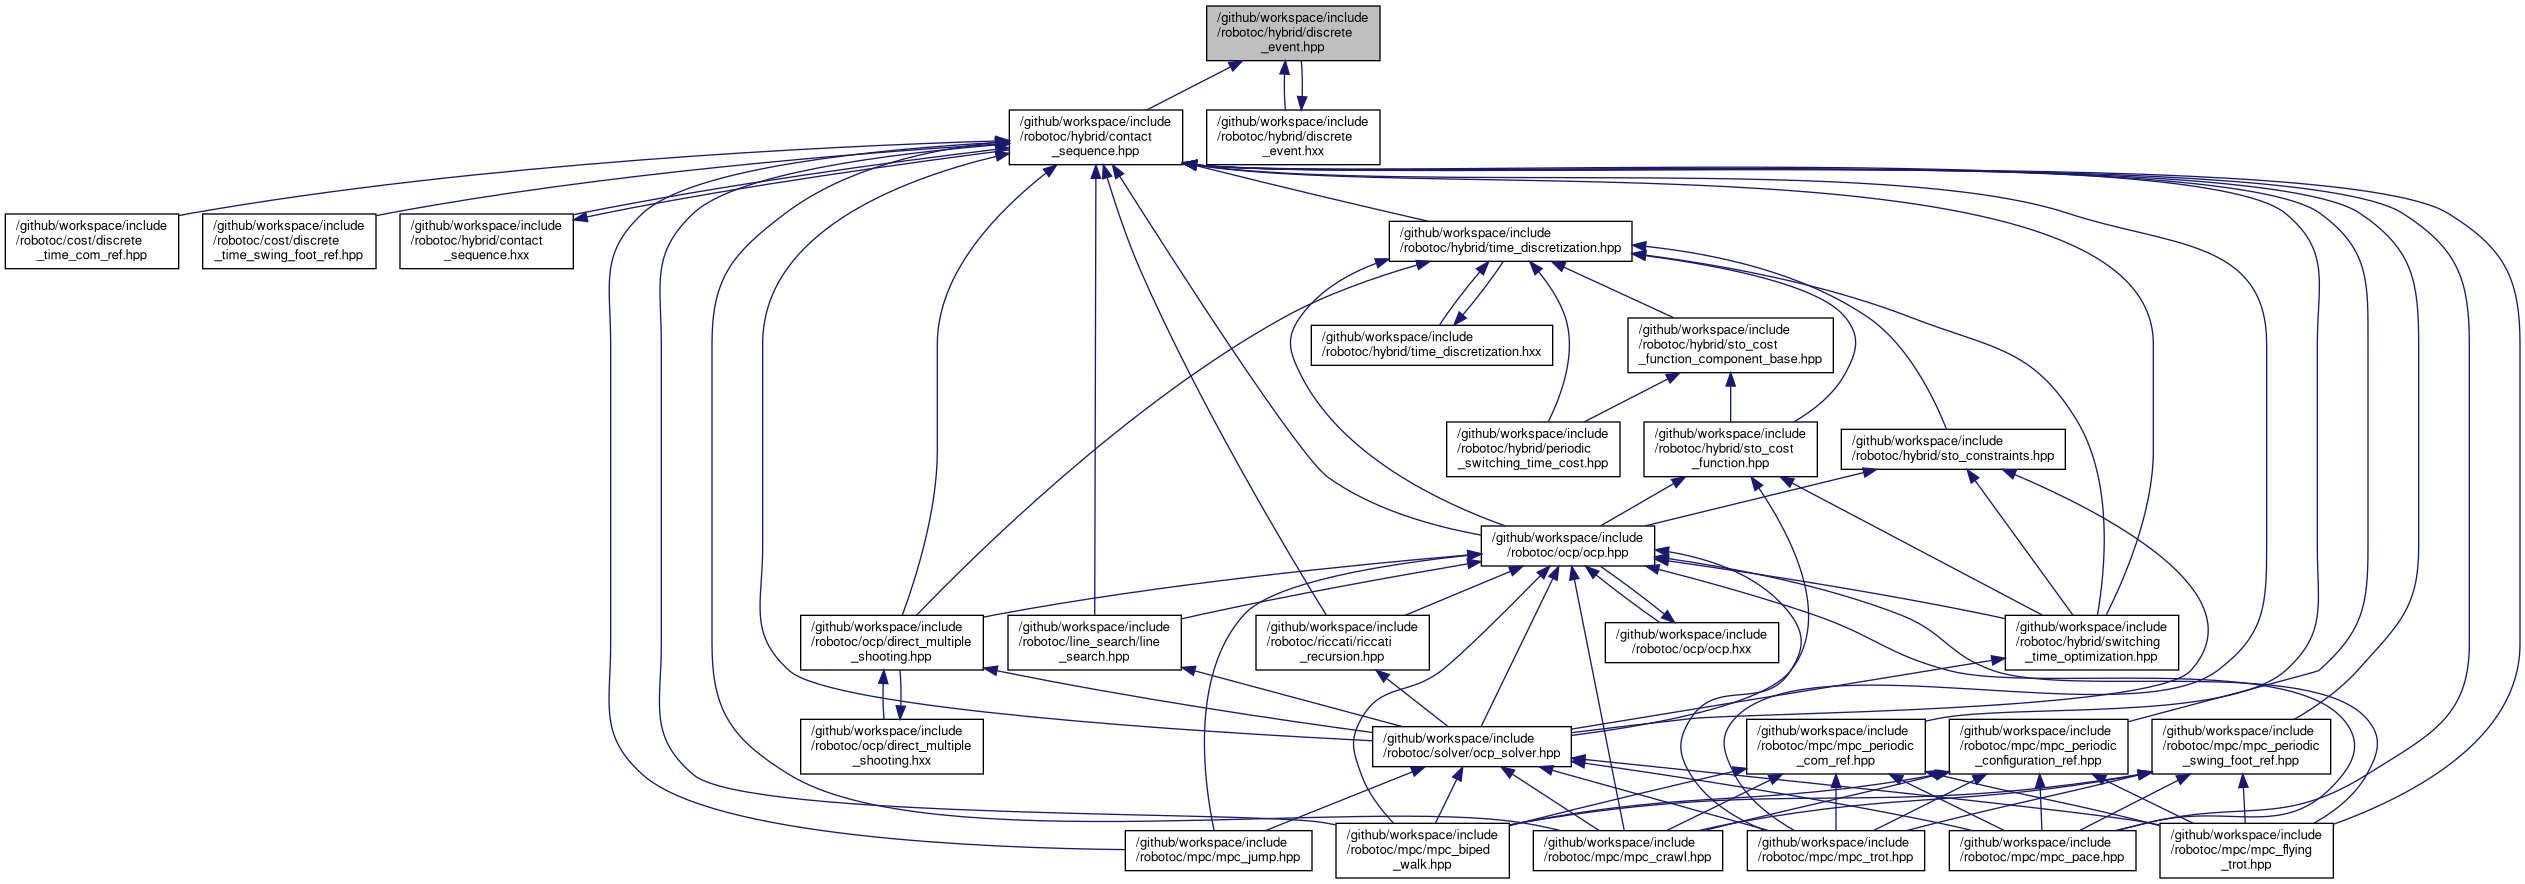 /github/workspace/include
/robotoc/hybrid/discrete
_event.hpp
/github/workspace/include
/robotoc/hybrid/contact
_sequence.hpp
/github/workspace/include
/robotoc/hybrid/discrete
_event.hxx
/github/workspace/include
/robotoc/cost/discrete
_time_com_ref.hpp
/github/workspace/include
/robotoc/cost/discrete
_time_swing_foot_ref.hpp
/github/workspace/include
/robotoc/hybrid/contact
_sequence.hxx
/github/workspace/include
/robotoc/hybrid/time_discretization.hpp
/github/workspace/include
/robotoc/hybrid/time_discretization.hxx
/github/workspace/include
/robotoc/hybrid/sto_cost
_function_component_base.hpp
/github/workspace/include
/robotoc/hybrid/periodic
_switching_time_cost.hpp
/github/workspace/include
/robotoc/hybrid/sto_cost
_function.hpp
/github/workspace/include
/robotoc/hybrid/sto_constraints.hpp
/github/workspace/include
/robotoc/ocp/ocp.hpp
/github/workspace/include
/robotoc/ocp/direct_multiple
_shooting.hpp
/github/workspace/include
/robotoc/line_search/line
_search.hpp
/github/workspace/include
/robotoc/riccati/riccati
_recursion.hpp
/github/workspace/include
/robotoc/ocp/ocp.hxx
/github/workspace/include
/robotoc/hybrid/switching
_time_optimization.hpp
/github/workspace/include
/robotoc/ocp/direct_multiple
_shooting.hxx
/github/workspace/include
/robotoc/solver/ocp_solver.hpp
/github/workspace/include
/robotoc/mpc/mpc_periodic
_com_ref.hpp
/github/workspace/include
/robotoc/mpc/mpc_periodic
_configuration_ref.hpp
/github/workspace/include
/robotoc/mpc/mpc_periodic
_swing_foot_ref.hpp
/github/workspace/include
/robotoc/mpc/mpc_jump.hpp
/github/workspace/include
/robotoc/mpc/mpc_biped
_walk.hpp
/github/workspace/include
/robotoc/mpc/mpc_crawl.hpp
/github/workspace/include
/robotoc/mpc/mpc_trot.hpp
/github/workspace/include
/robotoc/mpc/mpc_pace.hpp
/github/workspace/include
/robotoc/mpc/mpc_flying
_trot.hpp